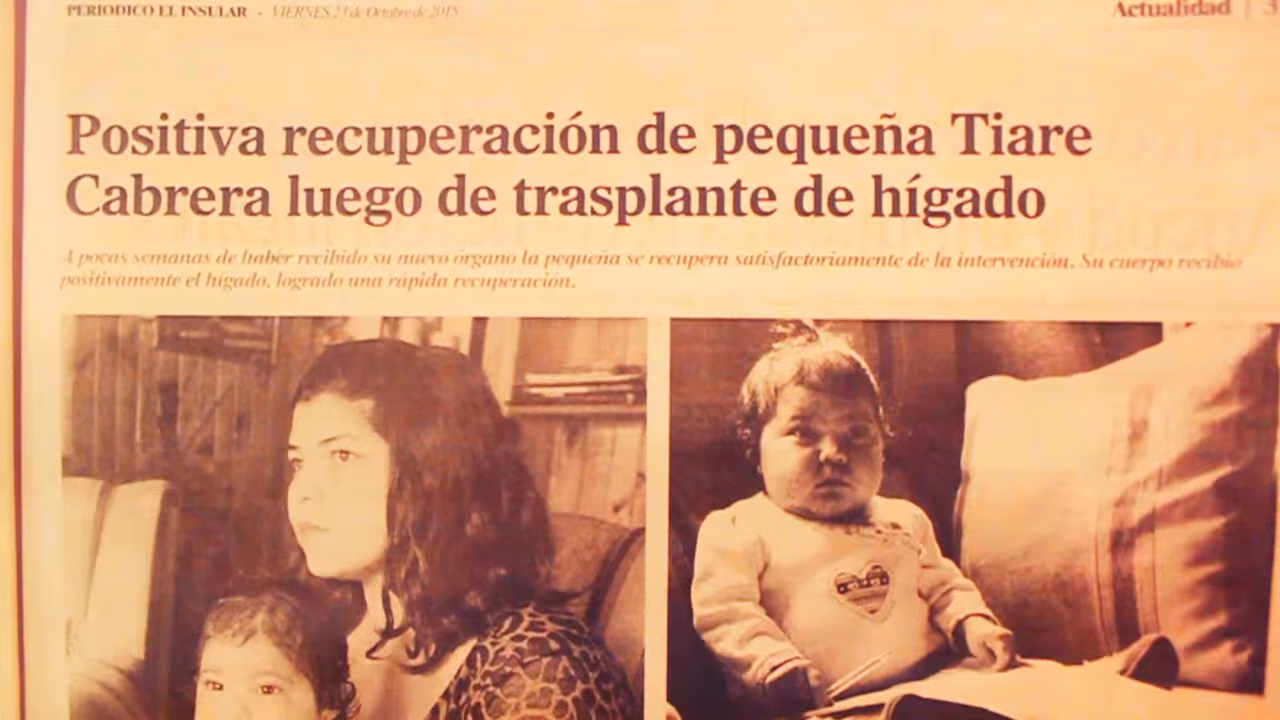 PERIODICO EL INSULAR - VIERNES 23 de Octubre de 2015
Actualidad | 3
Positiva recuperación de pequeña Tiare
Cabrera luego de trasplante de hígado
A pocas semanas de haber recibido su nuevo órgano la pequeña se recupera satisfactoriamente de la intervención. Su cuerpo recibió
positivamente el hígado, logrado una rápida recuperación.